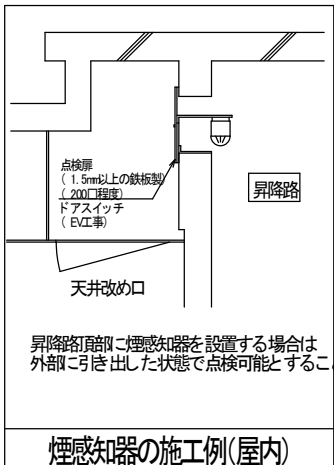 点検扉
( 1.5mm以上の鉄板製)
( 200口程度)
ドアスイッチ
( EV工事)
昇降路
天井改め口
昇降路頂部に煙感知器を設置する場合は
外部に引き出した状態で点検可能とするこ
煙感知器の施工例(屋内)